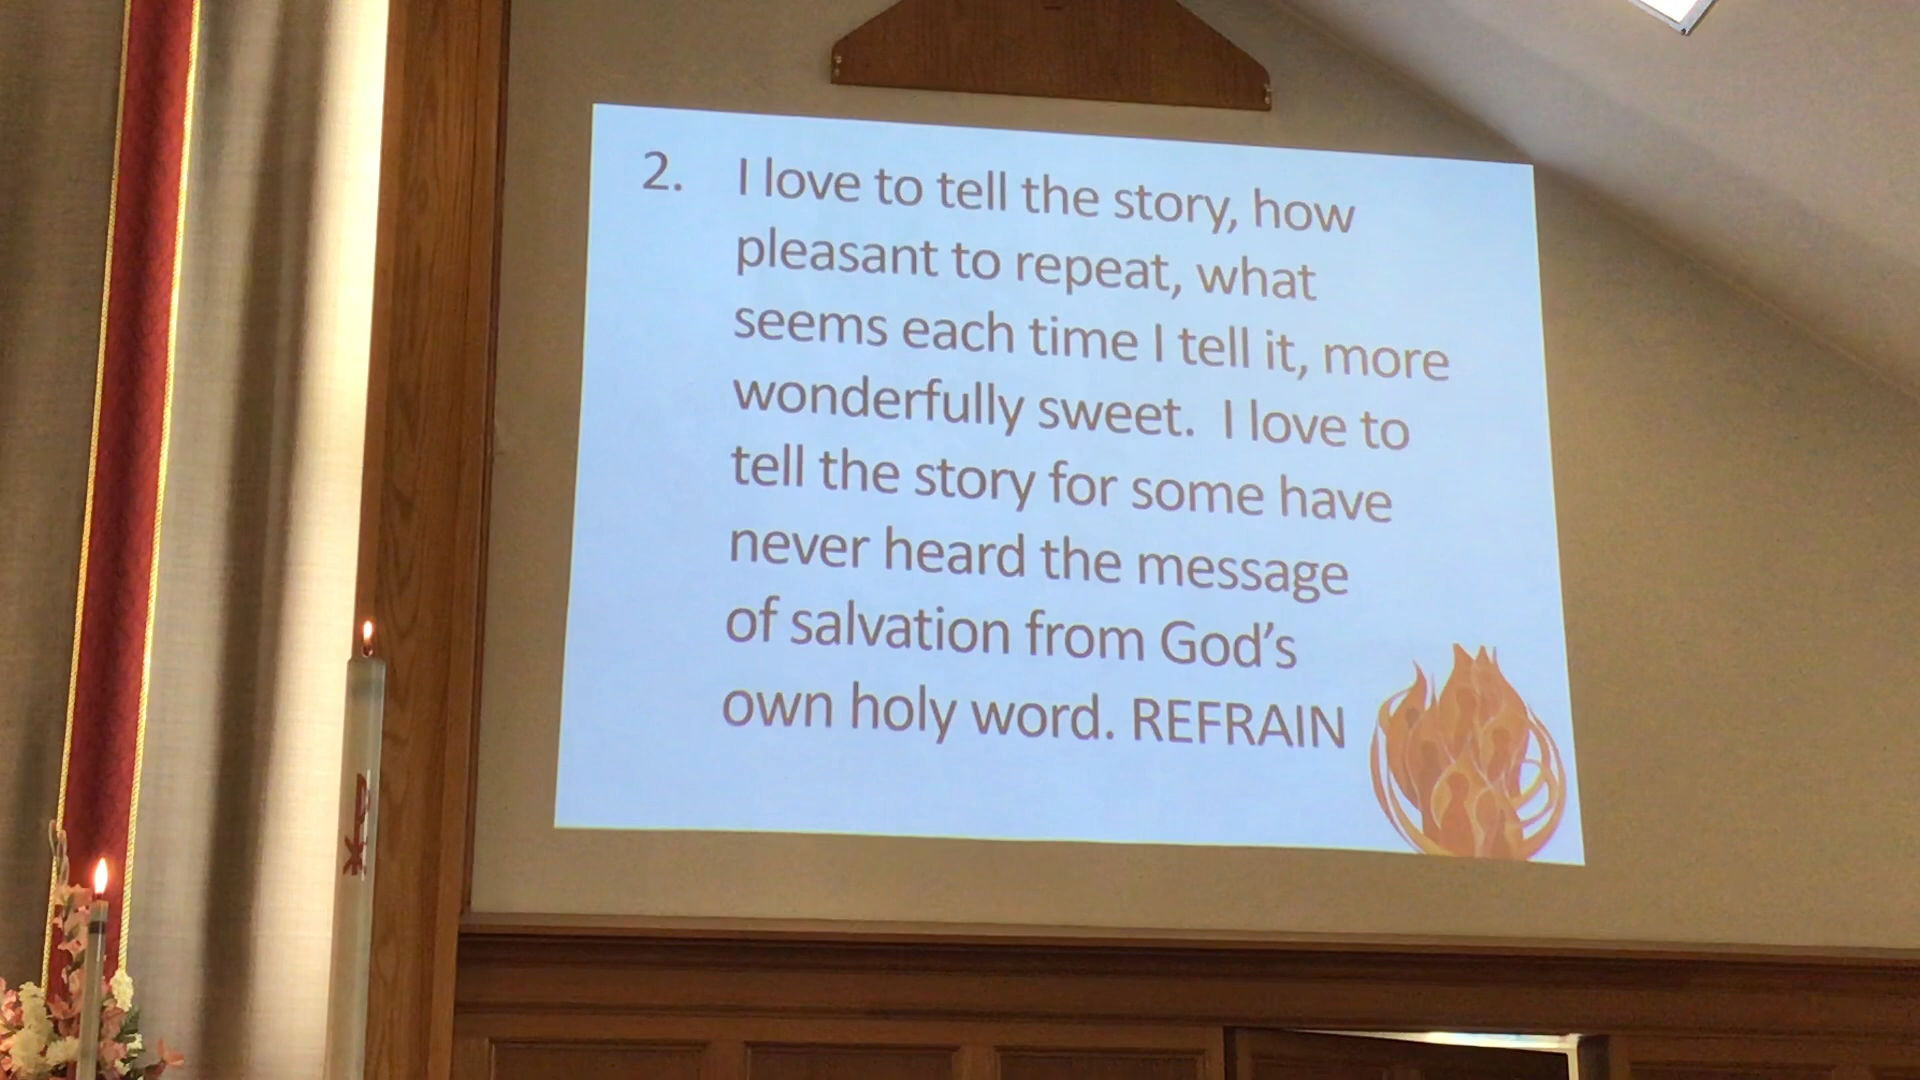 2. I love to tell the story, how
pleasant to repeat, what
seems each time I tell it, more
wonderfully sweet. I love to
tell the story for some have
never heard the message
of salvation from God’s
own holy word. REFRAIN